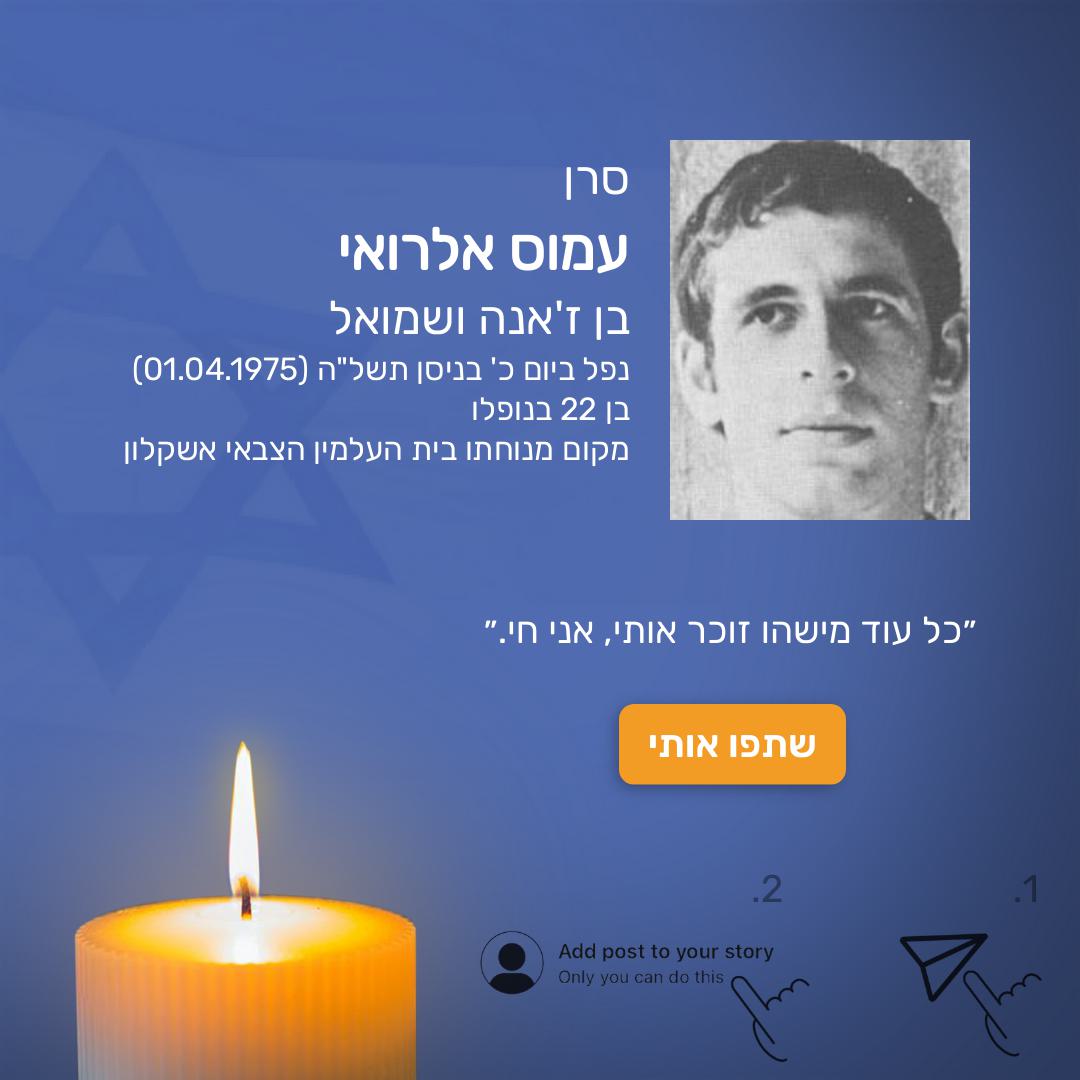 סרן
עמוס אלרואי
בן ז'אנה ושמואל
נפל ביום כ' בניסן תשל"ה (01.04.1975)
בן 22 בנופלו
מקום מנוחתו בית העלמין הצבאי אשקלון
״כל עוד מישהו זוכר אותי, אני חי.״
שתפו אותי
1.
2.
Add post to your story
Only you can do this